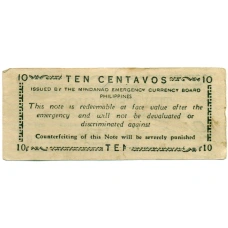 10 TEN CENTAVOS 10
ISSUED BY THE MINDANAO EMERGENCY CURRENCY BOARD
PHILIPPINES
This note is redeemable at face value after the
emergency and will not be devaluated or
discriminated against
Counterfeiting of this Note will be severely punished
10 TEN 10